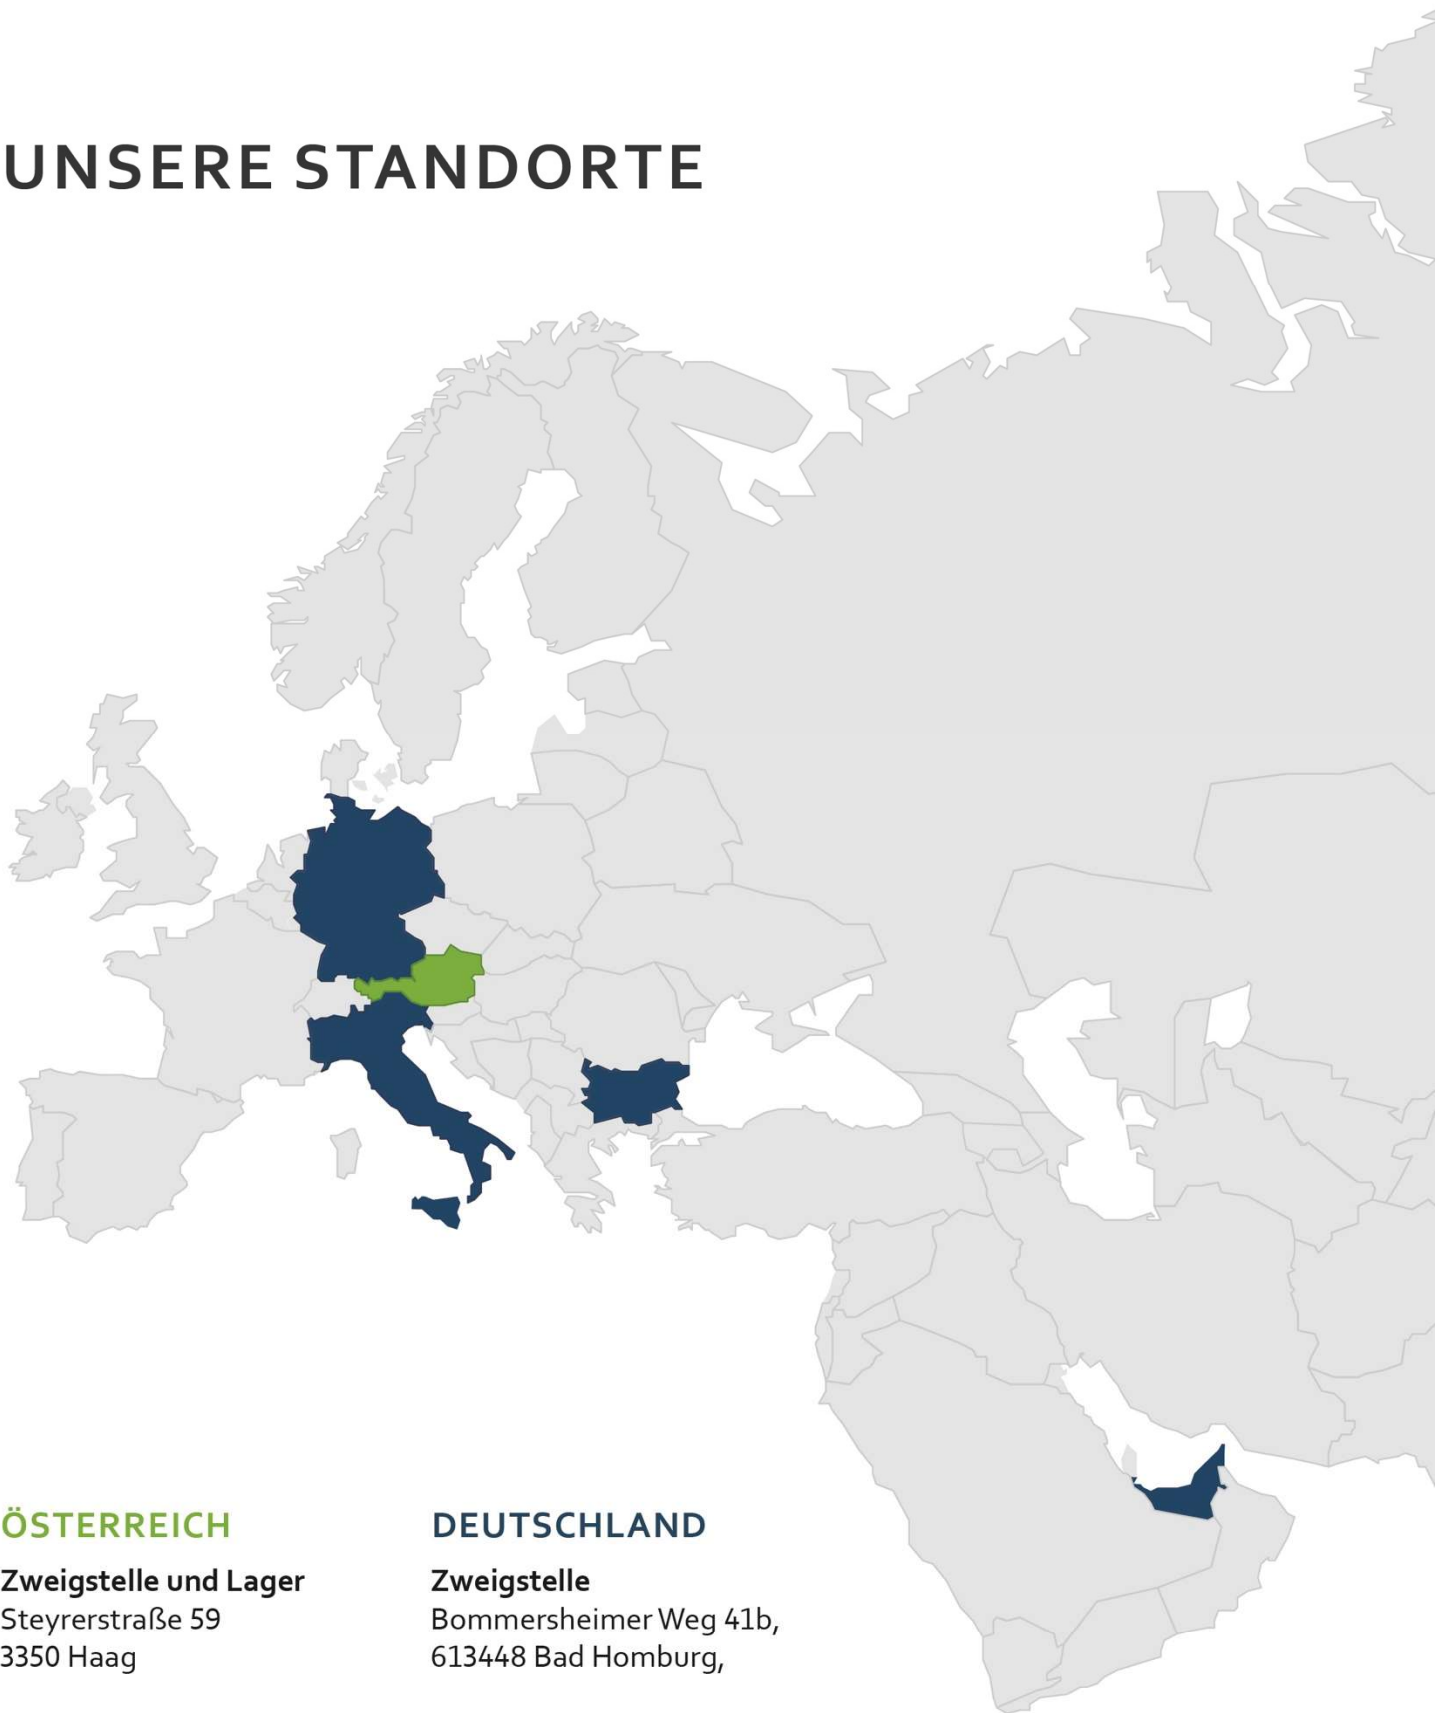 UNSERE STANDORTE
ÖSTERREICH
Zweigstelle und Lager
Steyrerstraße 59
3350 Haag
DEUTSCHLAND
Zweigstelle
Bommersheimer Weg 41b,
613448 Bad Homburg,